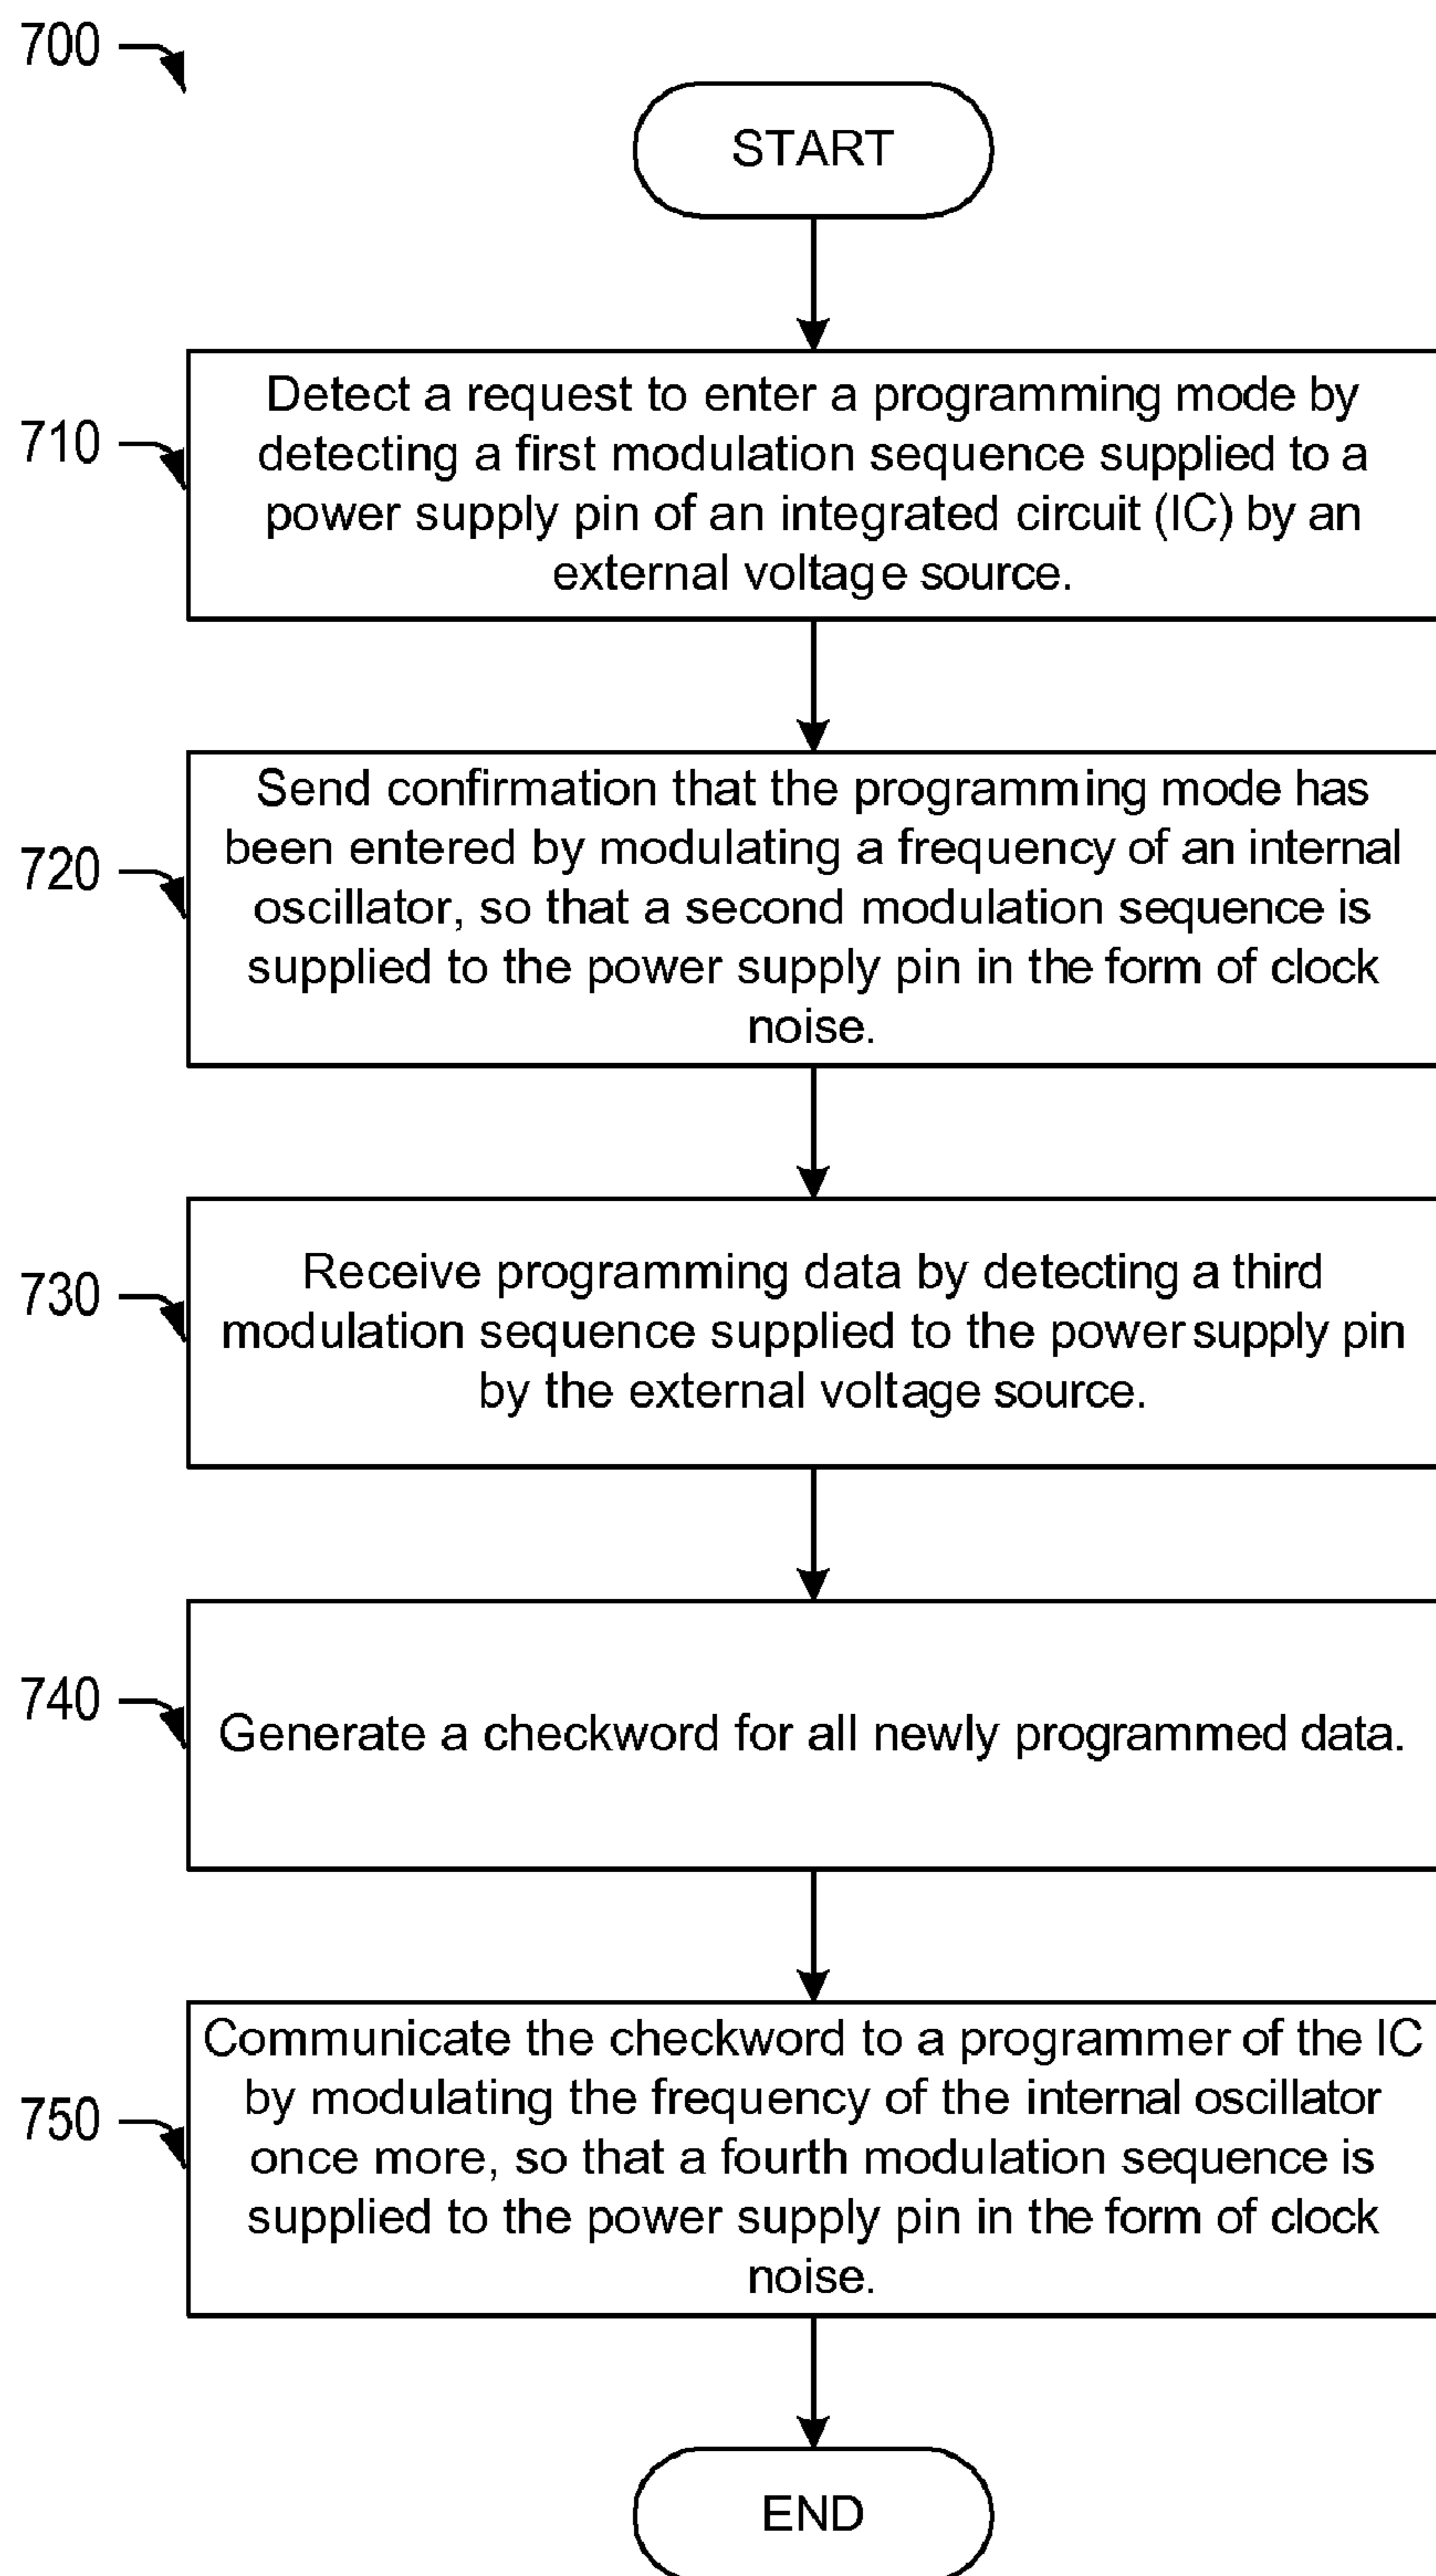 700
START
710
Detect a request to enter a programming mode by
detecting a first modulation sequence supplied to a
power supply pin of an integrated circuit (IC) by an
external voltage source.
720
Send confirmation that the programming mode has
been entered by modulating a frequency of an internal
oscillator, so that a second modulation sequence is
supplied to the power supply pin in the form of clock
noise.
730
Receive programming data by detecting a third
modulation sequence supplied to the power supply pin
by the external voltage source.
740
Generate a checkword for all newly programmed data.
750
Communicate the checkword to a programmer of the IC
by modulating the frequency of the internal oscillator
once more, so that a fourth modulation sequence is
supplied to the power supply pin in the form of clock
noise.
END